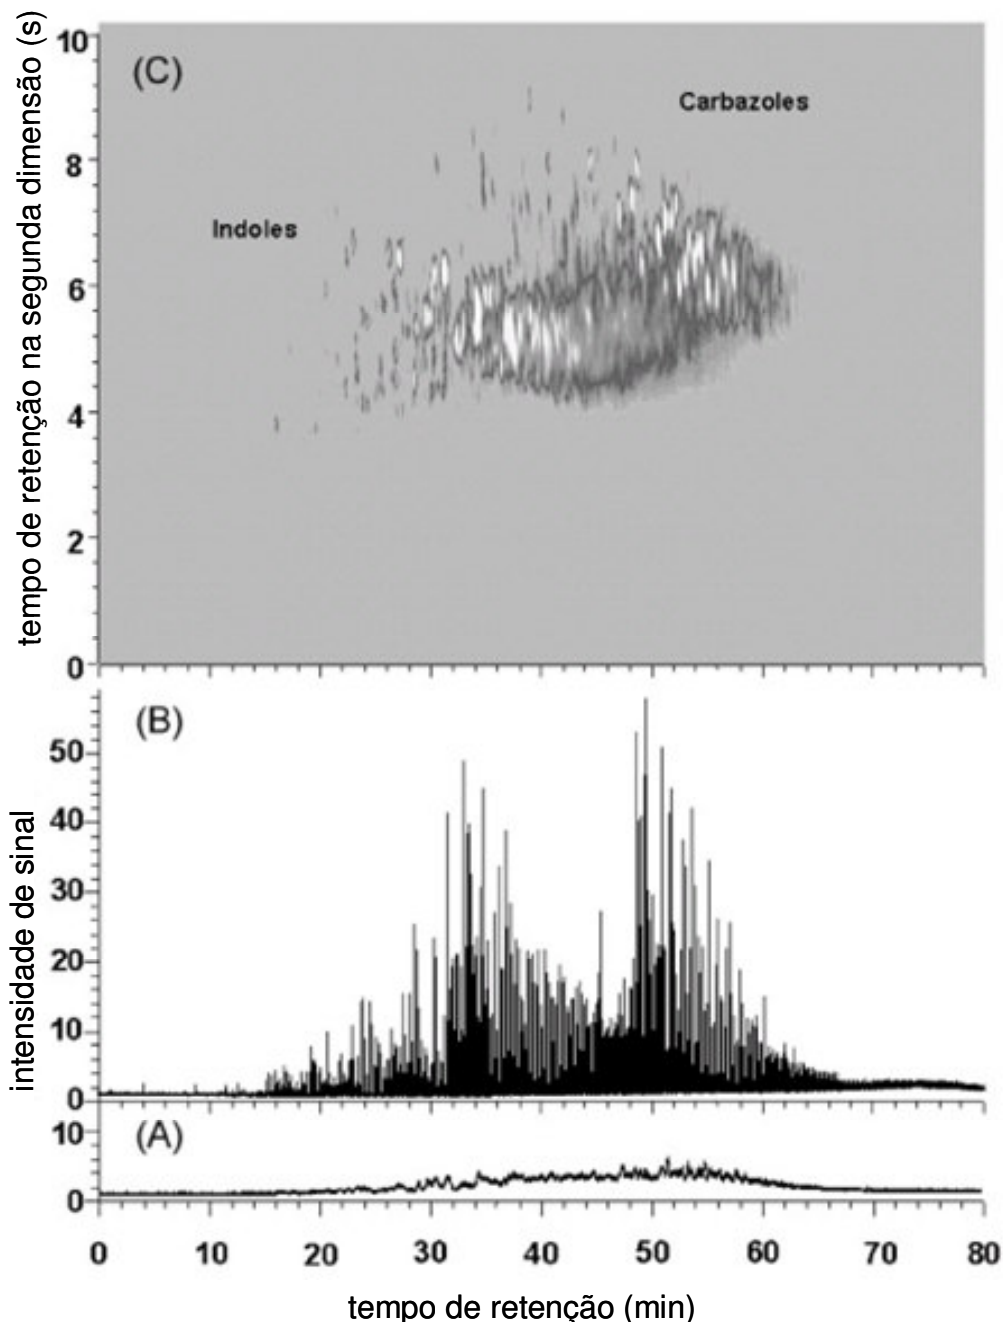 tempo de retenção na segunda dimensão (s)
10
8
6
4
2
0
(C)
Carbazoles
Indoles
intensidade de sinal
50
40
30
20
10
0
(B)
10
0
(A)
0 10 20 30 40 50 60 70 80
tempo de retenção (min)